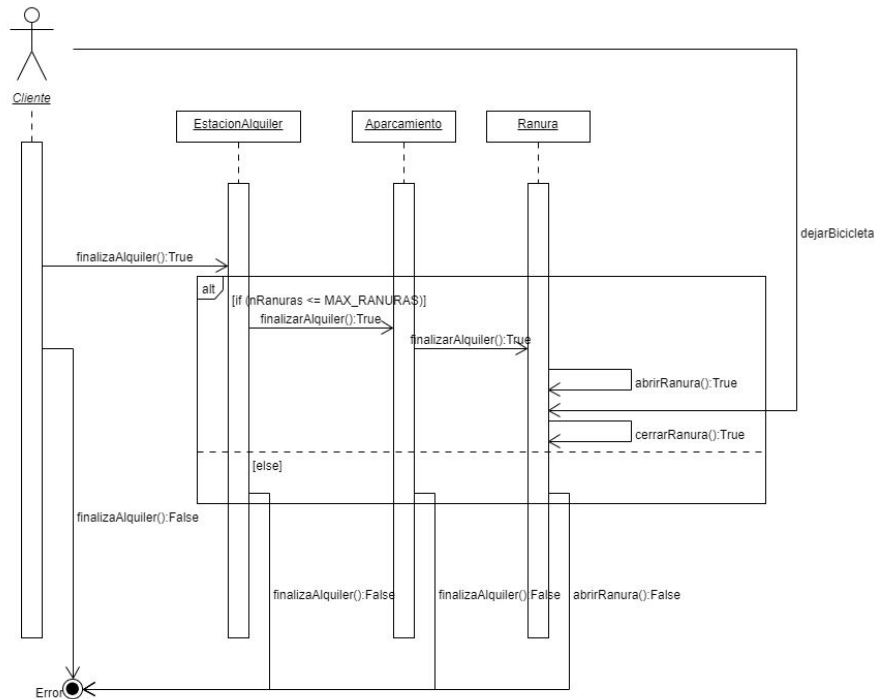 Cliente
EstacionAlquiler
Aparcamiento
Ranura
dejarBicicleta
finalizaAlquiler():True
alt
[if (nRanuras <= MAX_RANURAS)]
finalizarAlquiler():True
finalizarAlquiler():True
abrirRanura():True
cerrarRanura():True
[else]
finalizaAlquiler():False
finalizaAlquiler():False
finalizaAlquiler():False
abrirRanura():False
Error